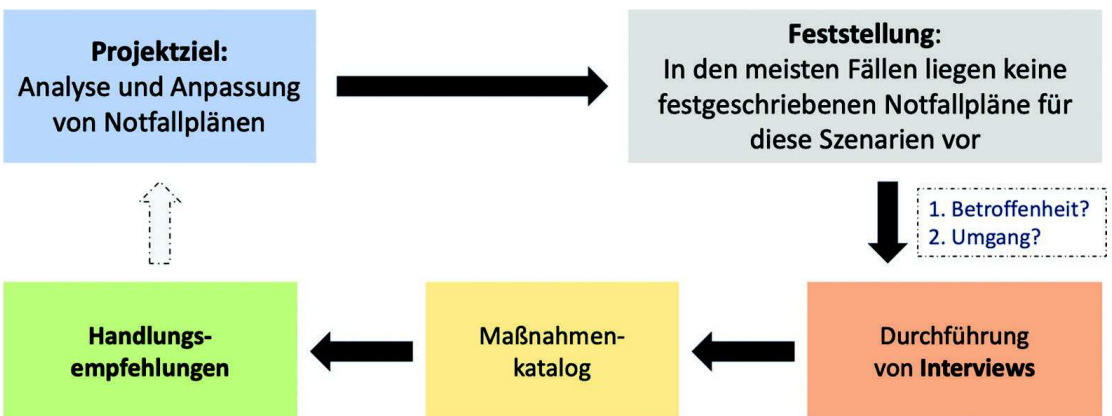 Projektziel:
Analyse und Anpassung
von Notfallplänen
Feststellung:
In den meisten Fällen liegen keine
festgeschriebenen Notfallpläne für
diese Szenarien vor
1. Betroffenheit?
2. Umgang?
Handlungs-
empfehlungen
Maßnahmen-
katalog
Durchführung
von Interviews